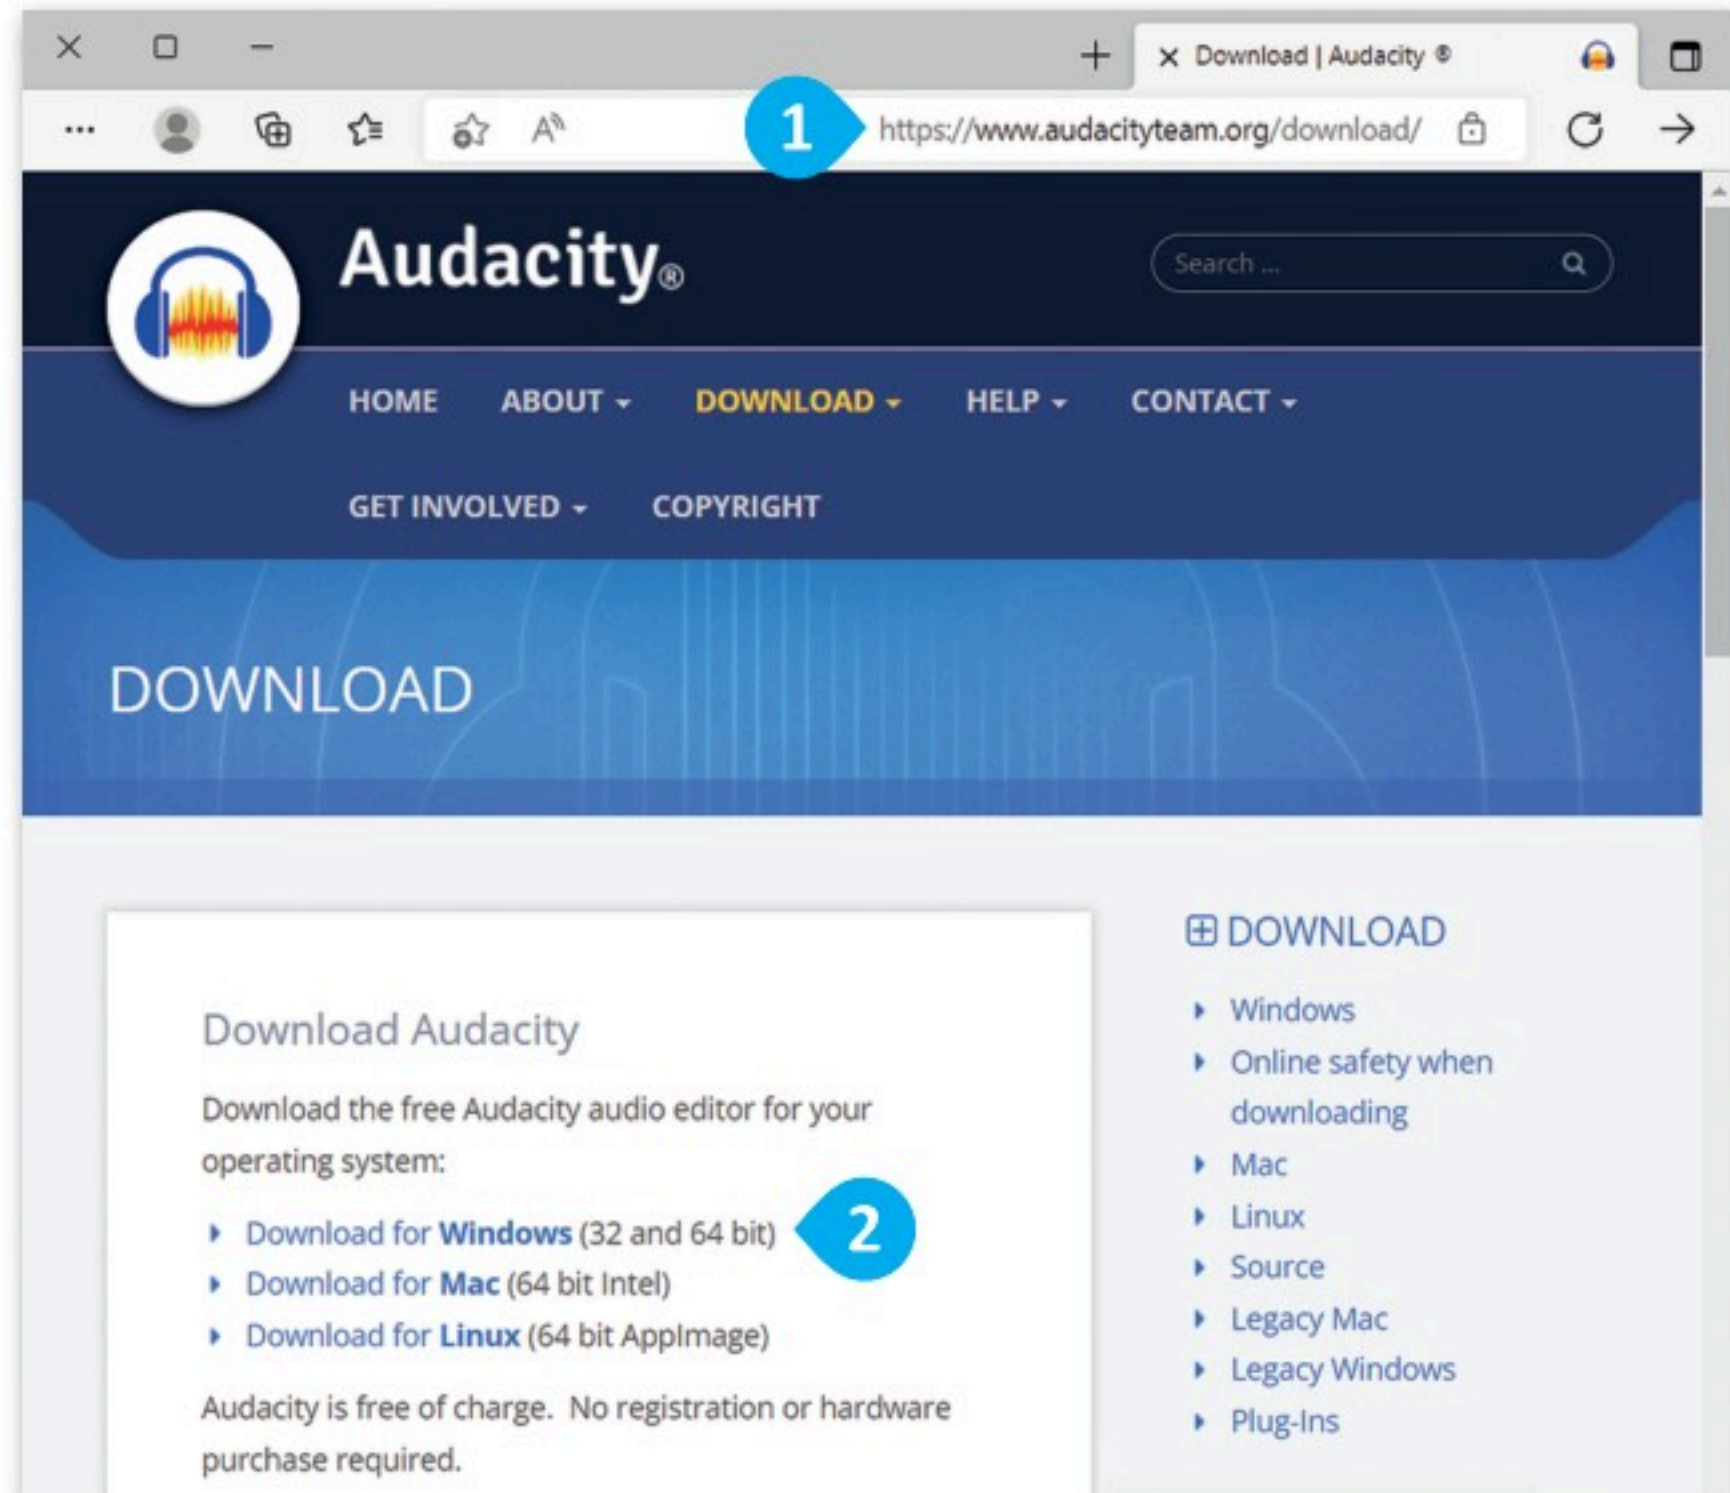 Download | Audacity ®
1
https://www.audacityteam.org/download/
Audacity®
Search ...
HOME ABOUT DOWNLOAD HELP CONTACT
GET INVOLVED COPYRIGHT
DOWNLOAD
Download Audacity
Download the free Audacity audio editor for your
operating system:
Download for Windows (32 and 64 bit)
2
Download for Mac (64 bit Intel)
Download for Linux (64 bit AppImage)
Audacity is free of charge.  No registration or hardware
purchase required.
DOWNLOAD
Windows
Online safety when
downloading
Mac
Linux
Source
Legacy Mac
Legacy Windows
Plug-Ins